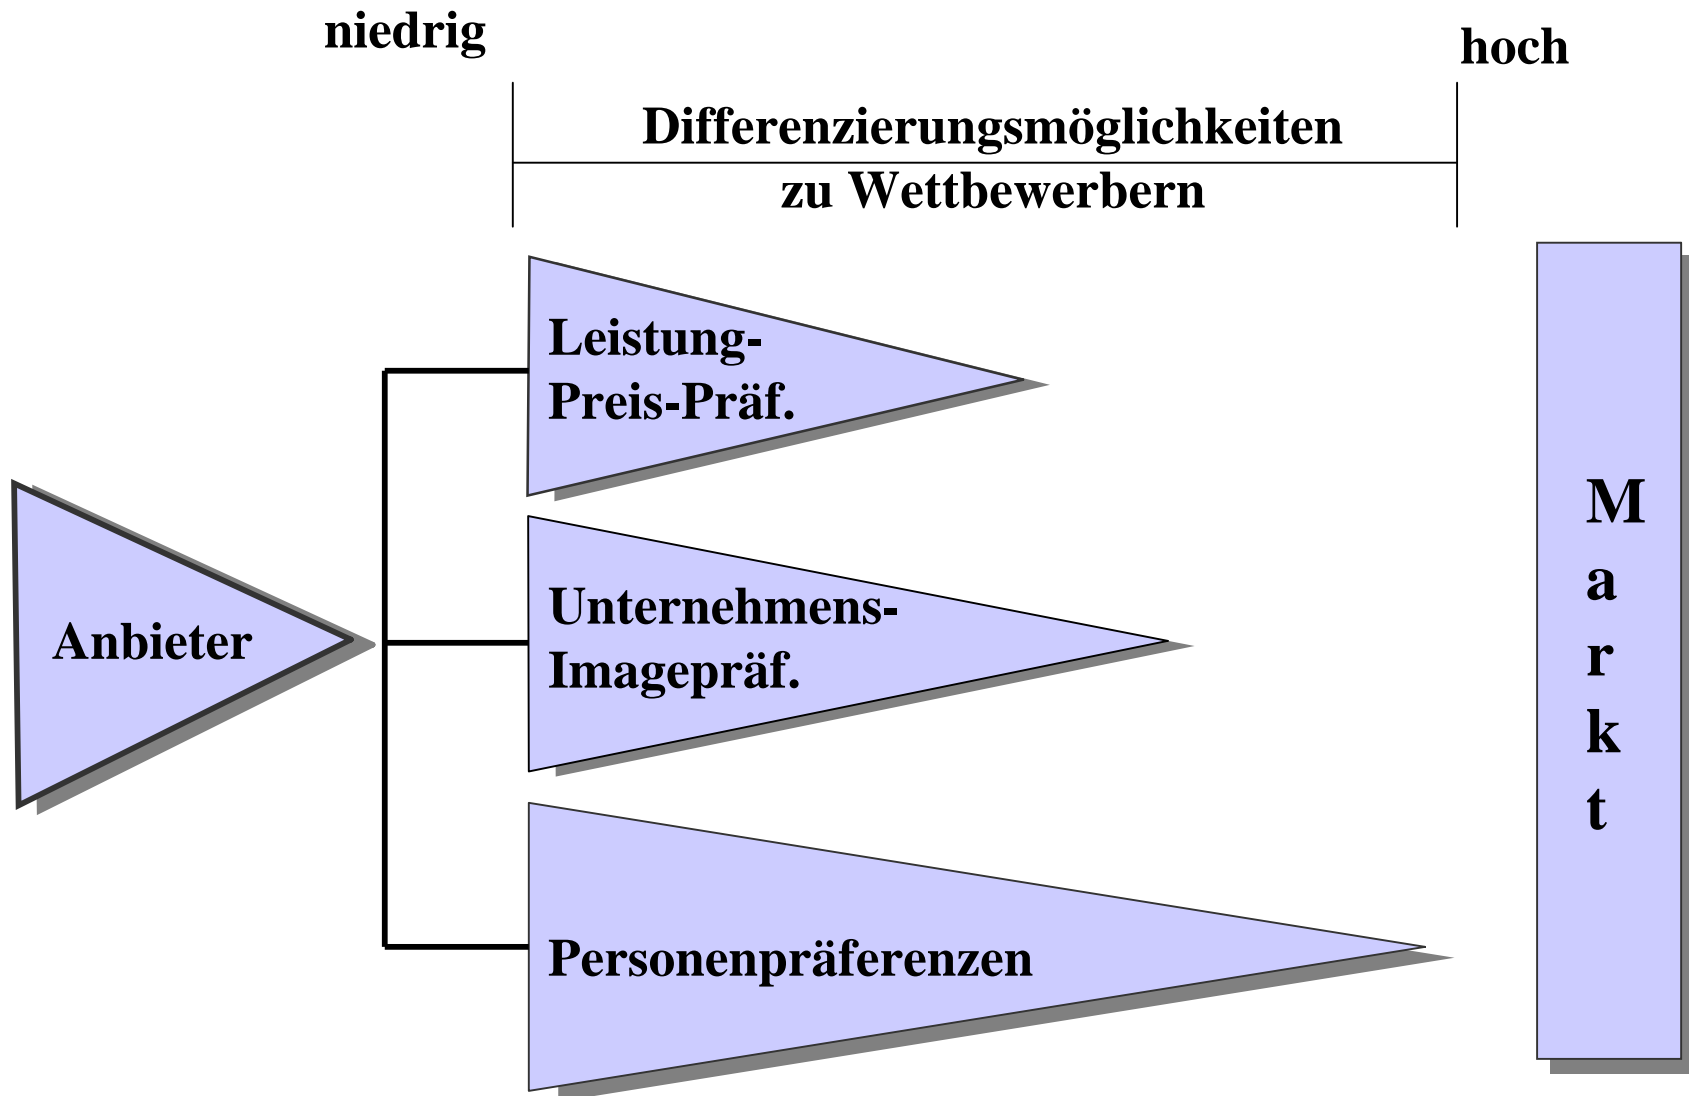 niedrig
hoch
Differenzierungsmöglichkeiten
zu Wettbewerbern
Leistung-
Preis-Präf.
Unternehmens-
Imagepräf.
Anbieter
Personenpräferenzen
M
a
r
k
t